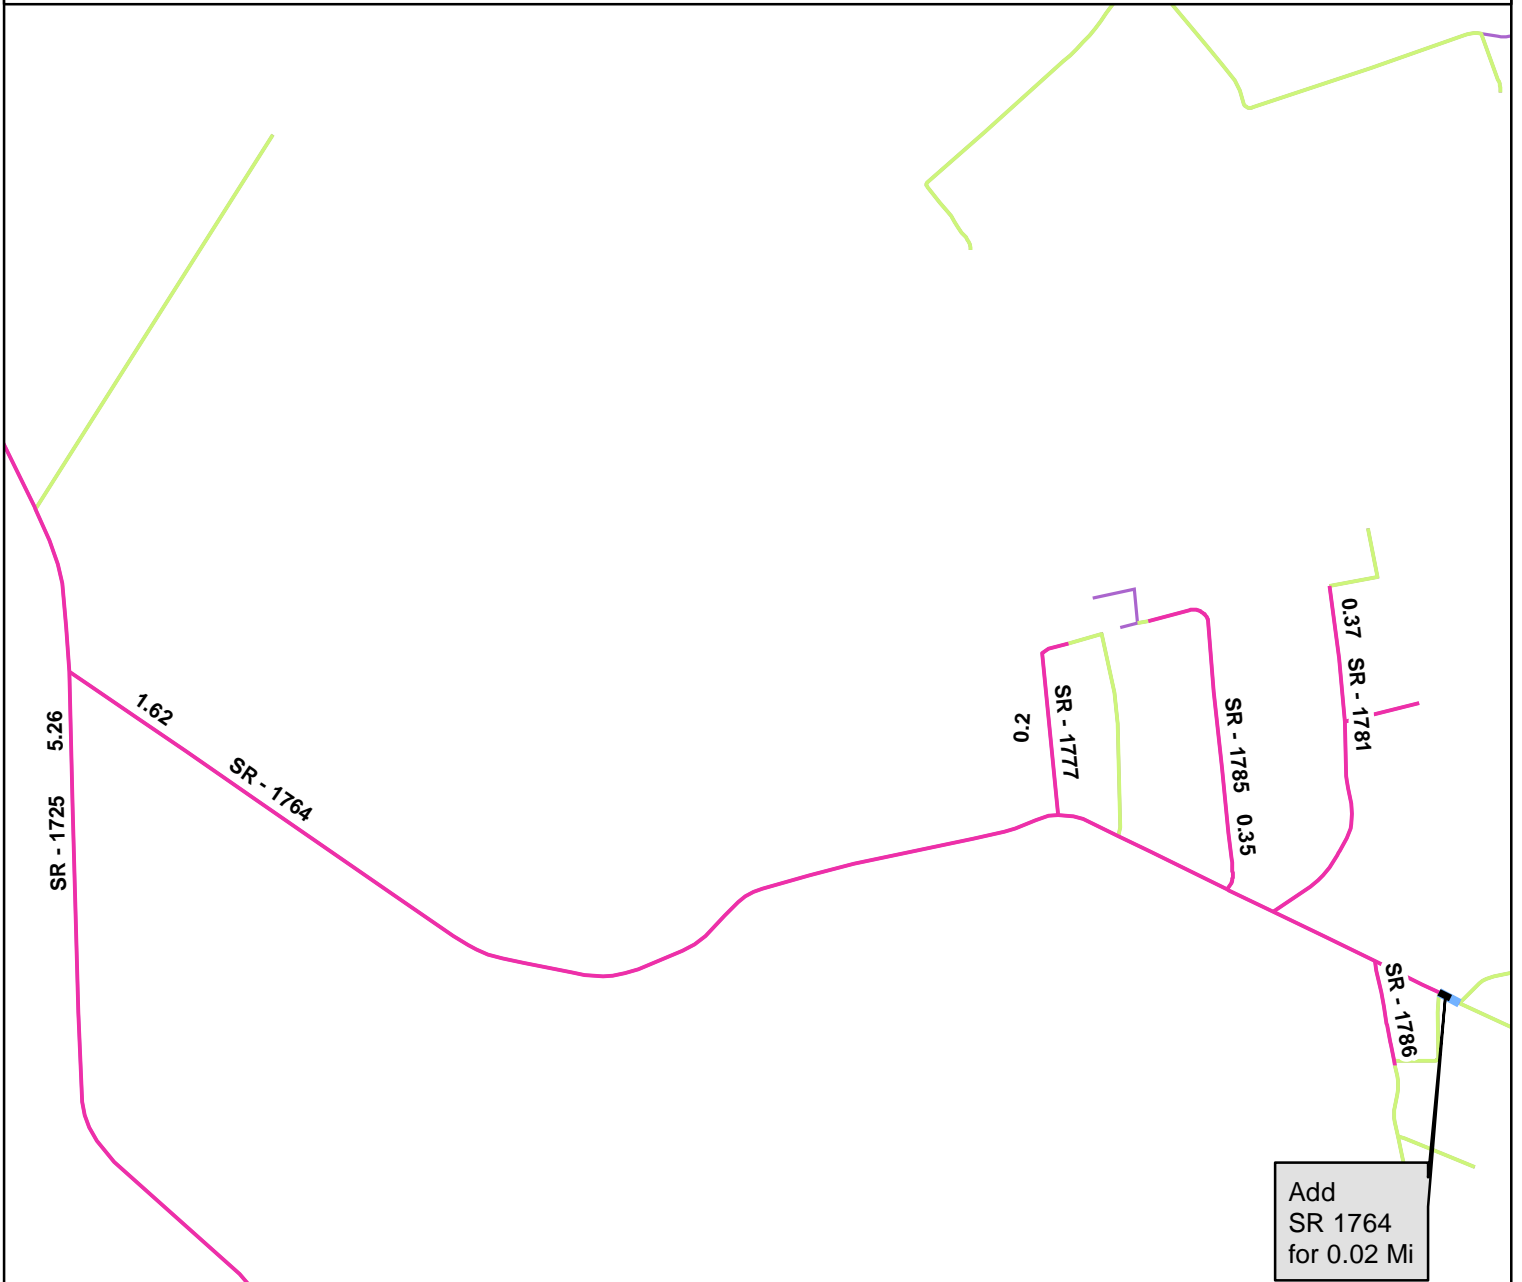 0.37
SR - 1781
SR - 1777
0.2
SR - 1785
0.35
1.62
SR - 1764
5.26
SR - 1725
SR - 1786
Add
SR 1764
for 0.02 Mi